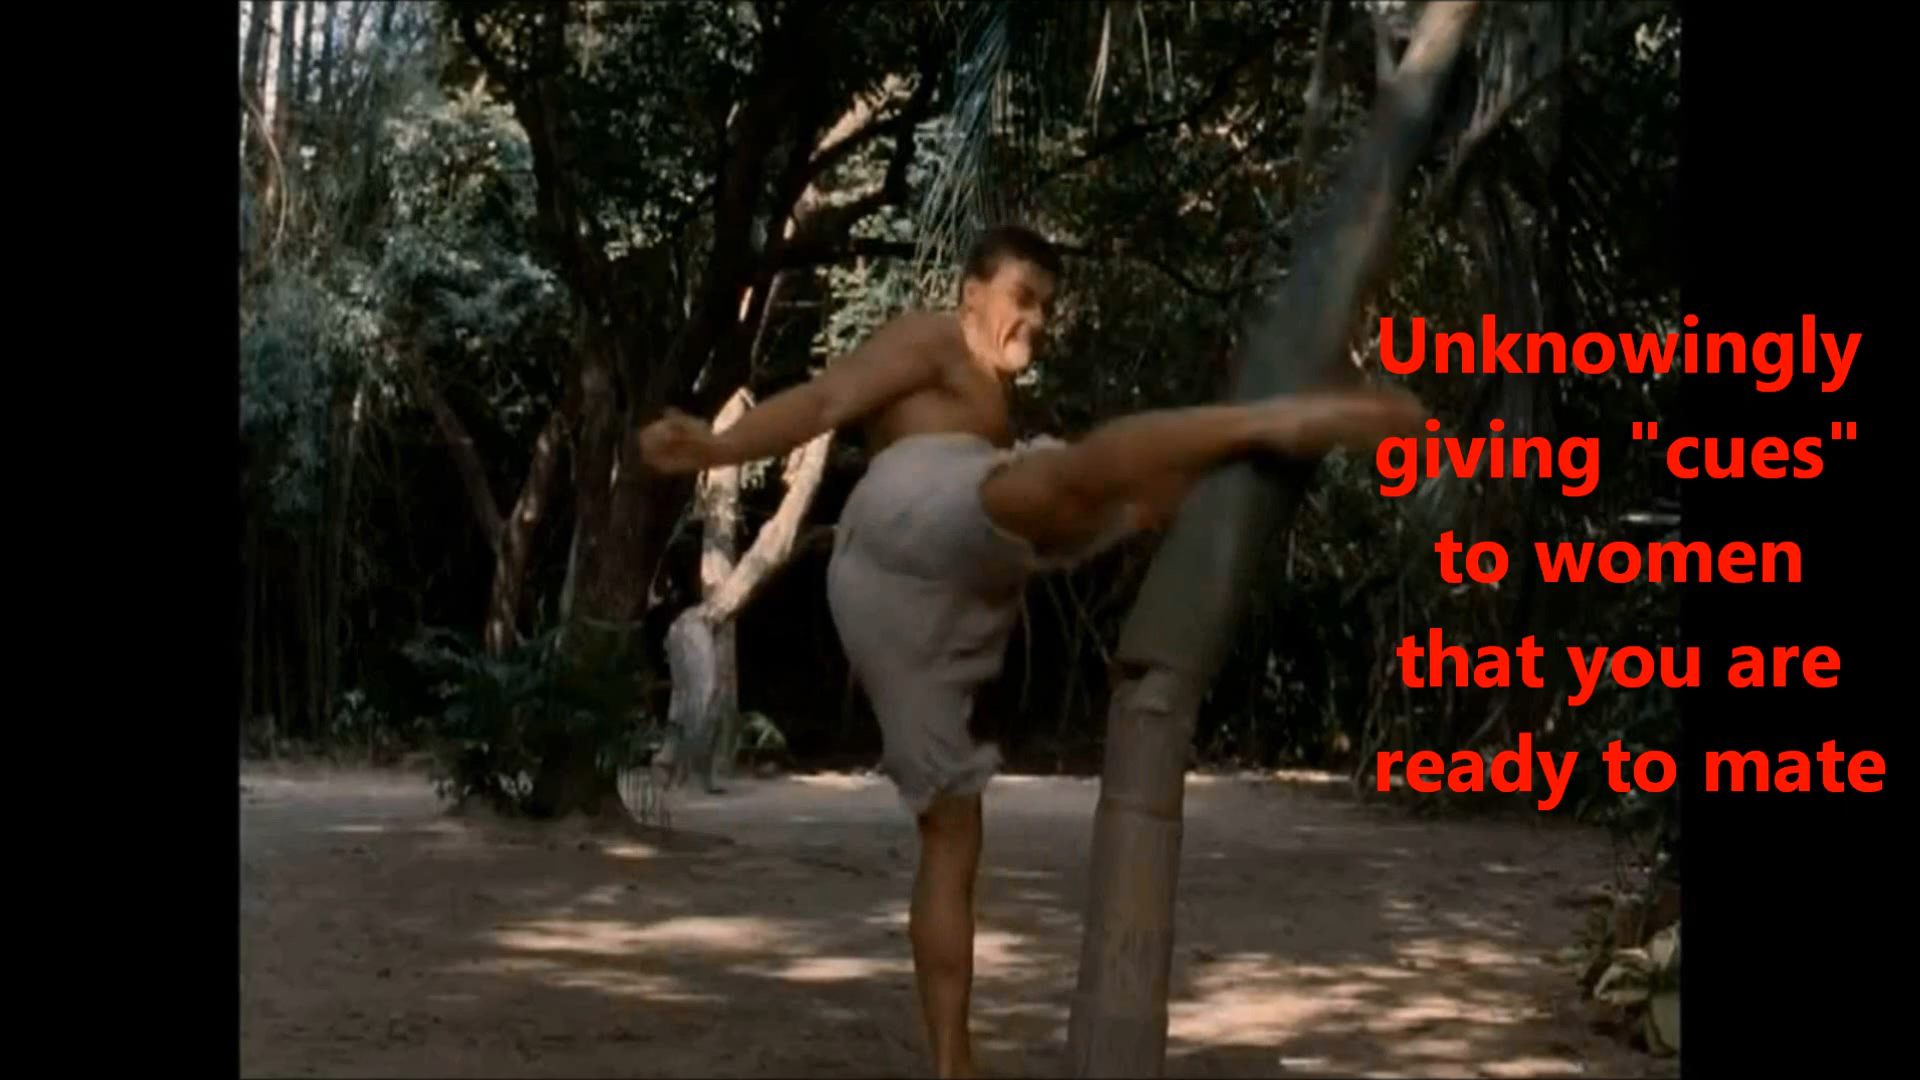 Unknowingly
giving "cues"
to women
that you are
ready to mate